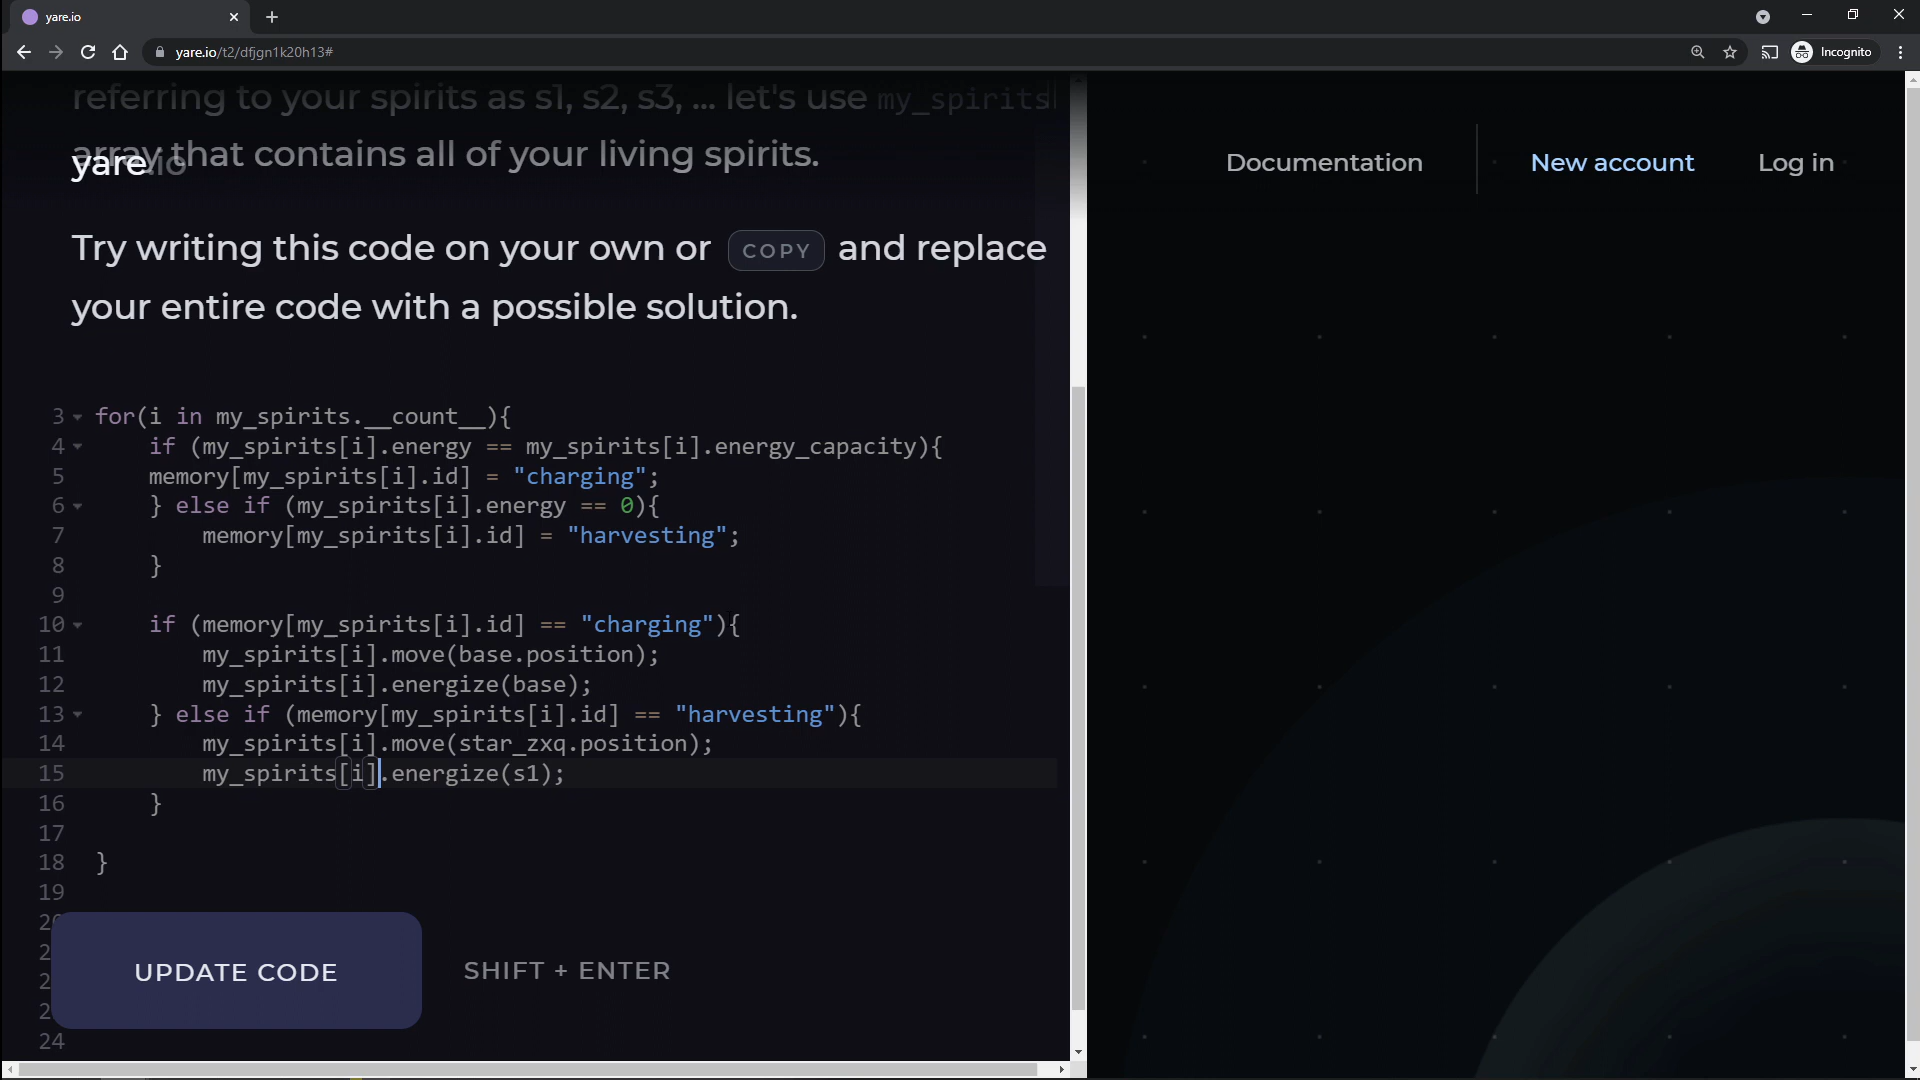 yare.io
yare.io/t2/dfjgn1k20h13#
Incognito
referring to your spirits as s1, s2, s3, ... let's use my_spirits
array that contains all of your living spirits.
yare.io
Documentation
New account
Log in
Try writing this code on your own or COPY and replace
your entire code with a possible solution.
3 for(i in my_spirits.__count__){
4 if (my_spirits[i].energy == my_spirits[i].energy_capacity){
5 memory[my_spirits[i].id] = "charging";
6 } else if (my_spirits[i].energy == 0){
7 memory[my_spirits[i].id] = "harvesting";
8 }
9
10 if (memory[my_spirits[i].id] == "charging"){
11 my_spirits[i].move(base.position);
12 my_spirits[i].energize(base);
13 } else if (memory[my_spirits[i].id] == "harvesting"){
14 my_spirits[i].move(star_zxq.position);
15 my_spirits[i].energize(s1);
16 }
17
18 }
19
2
2
2
2
24
UPDATE CODE
SHIFT + ENTER